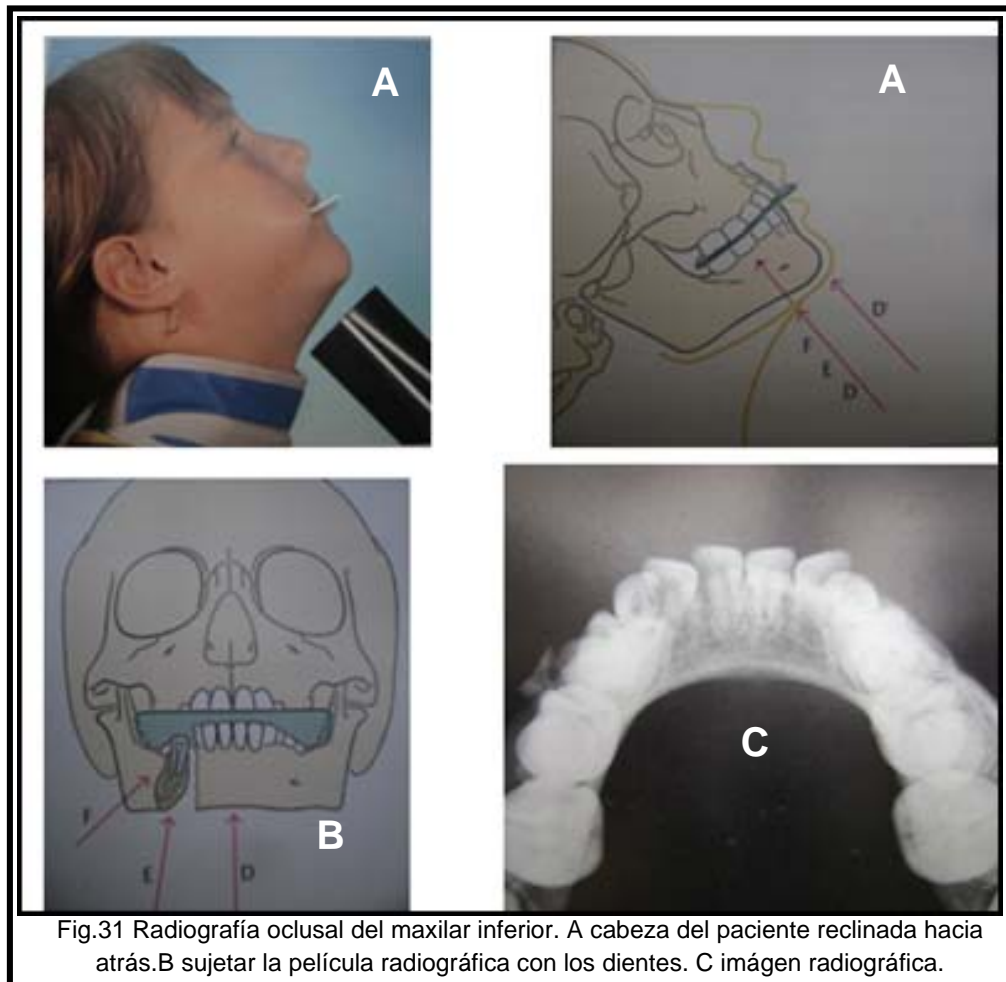 A
A
D'
F
E
D
F
E
D
B
C
Fig.31 Radiografía oclusal del maxilar inferior. A cabeza del paciente reclinada hacia
atrás.B sujetar la película radiográfica con los dientes. C imágen radiográfica.